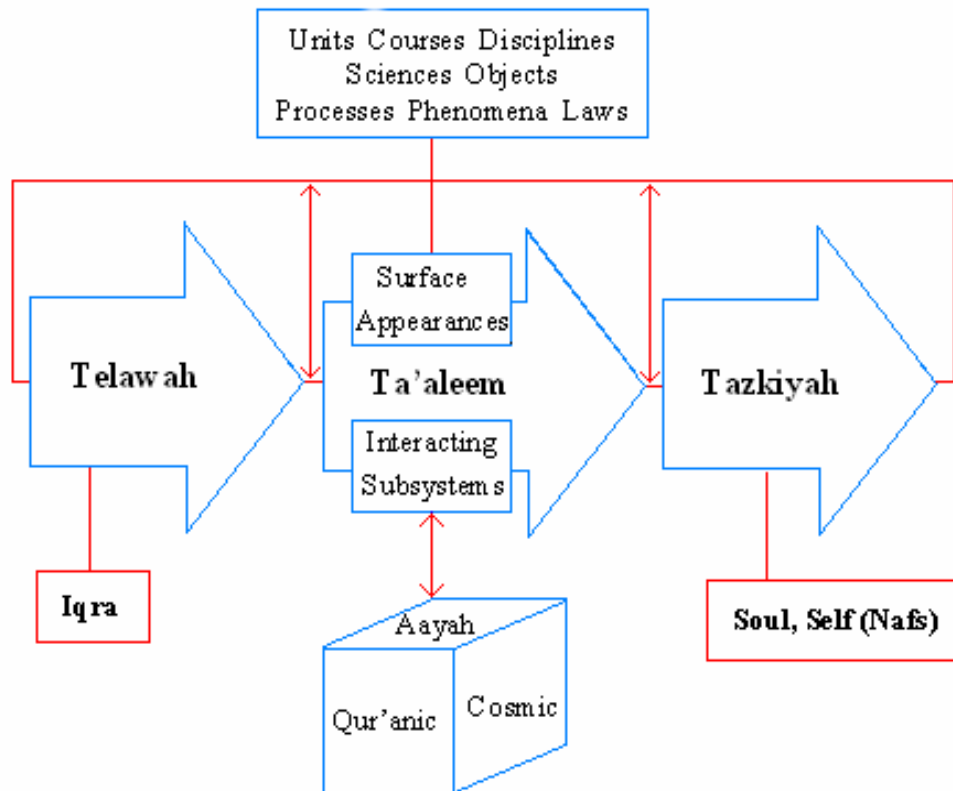 Units Courses Disciplines
Sciences Objects
Processes Phenomena Laws
Surface
Appearances
Telawah
Ta’aleem
Tazkiyah
Interacting
Subsystems
Iqra
Soul, Self (Nafs)
Aayah
Qur’anic
Cosmic